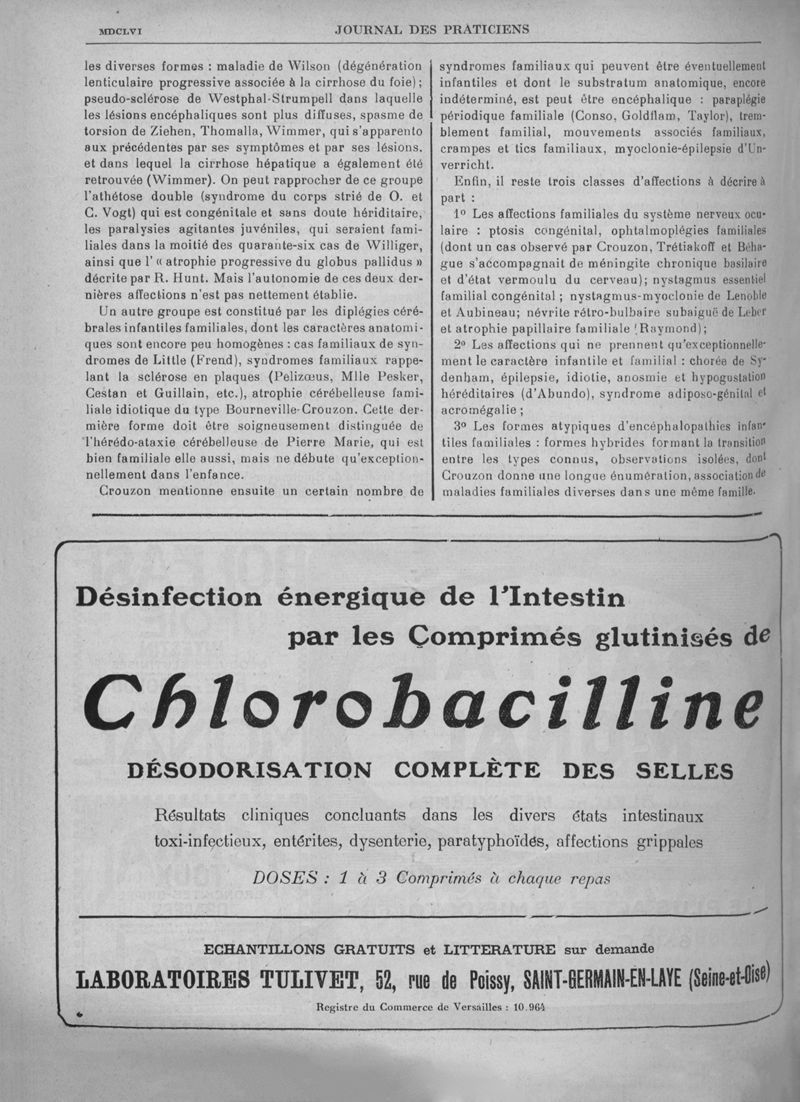 MDCLVI
JOURNAL DES PRATICIENS
les diverses formes : maladie de Wilson (dégénération
lenticulaire progressive associée à la cirrhose du foie) ;
pseudo-sclérose de Westphal-Strumpell dans laquelle
les lésions encéphaliques sont plus diffuses, spasme de
torsion de Ziehen, Thomalla, Wimmer, qui s'apparente
aux précédentes par ses symptômes et par ses lésions.
et dans lequel la cirrhose hépatique a également été
retrouvée (Wimmer). On peut rapprocher de ce groupe
l'athétose double (syndrome du corps strié de O. et
C. Vogt) qui est congénitale et sans doute hériditaire,
les paralysies agitantes juvéniles, qui seraient fami-
liales dans la moitié des quarante-six cas de Williger,
ainsi que l' « atrophie progressive du globus pallidus »
décrite par R. Hunt. Mais l'autonomie de ces deux der-
nières affections n'est pas nettement établie.
Un autre groupe est constitué par les diplégies céré-
brales infantiles familiales, dont les caractères anatomi-
ques sont encore peu homogènes : cas familiaux de syn-
dromes de Little (Frend), syndromes familiaux rappe-
lant la sclérose en plaques (Pelizœus, Mlle Pesker,
Cestan et Guillain, etc.), atrophie cérébelleuse fami-
liale idiotique du type Bourneville-Crouzon. Cette der-
mière forme doit être soigneusement distinguée de
l'hérédo-ataxie cérébelleuse de Pierre Marie, qui est
bien familiale elle aussi, mais ne débute qu'exception-
nellement dans l'enfance.
Crouzon mentionne ensuite un certain nombre de
syndromes familiaux qui peuvent être éventuellement
infantiles et dont le substratum anatomique, encore
indéterminé, est peut être encéphalique : paraplégie
périodique familiale (Conso, Goldflam, Taylor), trem-
blement familial, mouvements associés familiaux,
crampes et tics familiaux, myoclonie-épilepsie d'Un-
verricht.
Enfin, il reste trois classes d'affections à décrire à
part :
1° Les affections familiales du système nerveux ocu-
laire : ptosis congénital, ophtalmoplégies familiales
(dont un cas observé par Crouzon, Trétiakoff et Béha-
gue s'accompagnait de méningite chronique basilaire
et d'état vermoulu du cerveau) ; nystagmus essentiel
familial congénital ; nystagmus-myoclonie de Lenoble
et Aubineau ; névrite rétro-bulbaire subaiguë de Leber
et atrophie papillaire familiale (Raymond) ;
2° Les affections qui ne prennent qu'exceptionnelle-
ment le caractère infantile et familial : chorée de Sy-
denham, épilepsie, idiotie, anosmie et hypogustation
héréditaires (d'Abundo), syndrome adiposo-génital et
acromégalie ;
3° Les formes atypiques d'encéphalopathies infan-
tiles familiales : formes hybrides formant la transition
entre les types connus, observations isolées, dont
Crouzon donne une longue énumération, association de
maladies familiales diverses dans une même famille.
Désinfection énergique de l'Intestin
par les Comprimés glutinisés de
Chlorobacilline
DÉSODORISATION COMPLÈTE DES SELLES
Résultats cliniques concluants dans les divers états intestinaux
toxi-infectieux, entérites, dysenterie, paratyphoïdes, affections grippales
DOSES : 1 à 3 Comprimés à chaque repas
ECHANTILLONS GRATUITS et LITTERATURE sur demande
LABORATOIRES TULIVET, 52, rue de Poissy, SAINT-GERMAIN-EN-LAYE (Seine-et-Oise)
Registre du Commerce de Versailles : 10.964